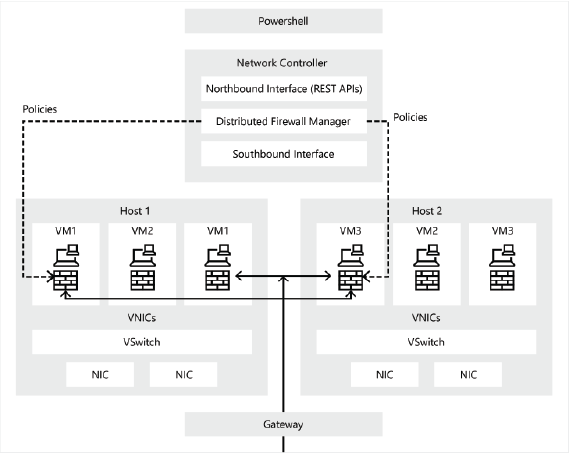 Powershell
Network Controller
Northbound Interface (REST APIs)
Policies
Distributed Firewall Manager
Policies
Southbound Interface
Host 1
VM1
VM2
VM1
VNICs
VSwitch
NIC
NIC
Host 2
VM3
VM2
VM3
VNICs
VSwitch
NIC
NIC
Gateway